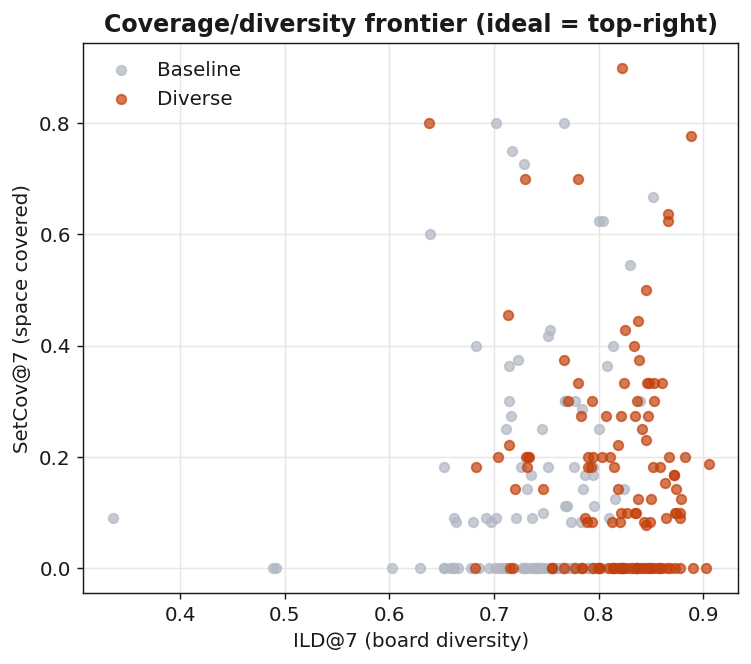 Coverage/diversity frontier (ideal = top-right)
Baseline
Diverse
SetCov@7 (space covered)
0.8
0.6
0.4
0.2
0.0
0.4 0.5 0.6 0.7 0.8 0.9
ILD@7 (board diversity)